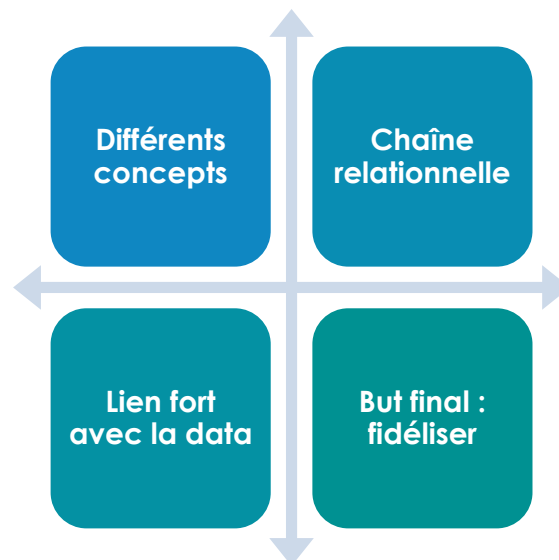 Différents
concepts
Chaîne
relationnelle
Lien fort
avec la data
But final :
fidéliser